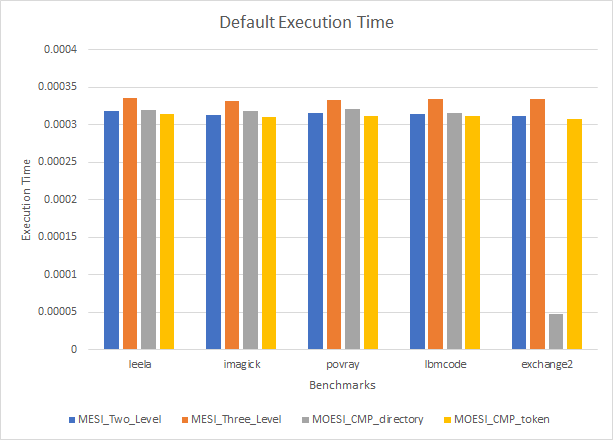 Default Execution Time
0.0004
0.00035
0.0003
0.00025
0.0002
0.00015
0.0001
0.00005
0
Execution Time
leela imagick povray lbmcode exchange2
Benchmarks
MESI_Two_Level MESI_Three_Level MOESI_CMP_directory MOESI_CMP_token